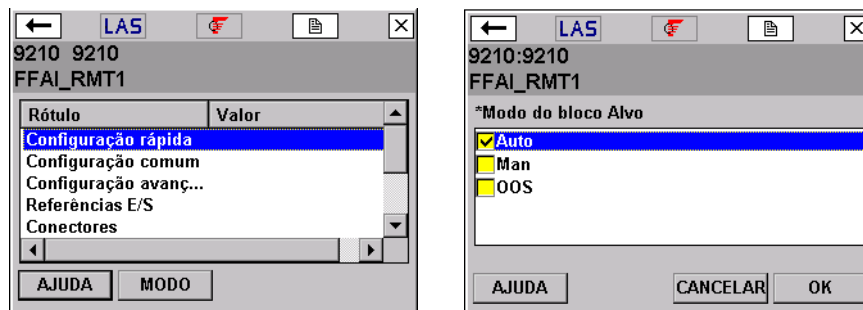 LAS
9210 9210
FFAI_RMT1
Rótulo Valor
Configuração rápida
Configuração comum
Configuração avanç...
Referências E/S
Conectores
AJUDA MODO
LAS
9210:9210
FFAI_RMT1
*Modo do bloco Alvo
Auto
Man
OOS
AJUDA CANCELAR OK